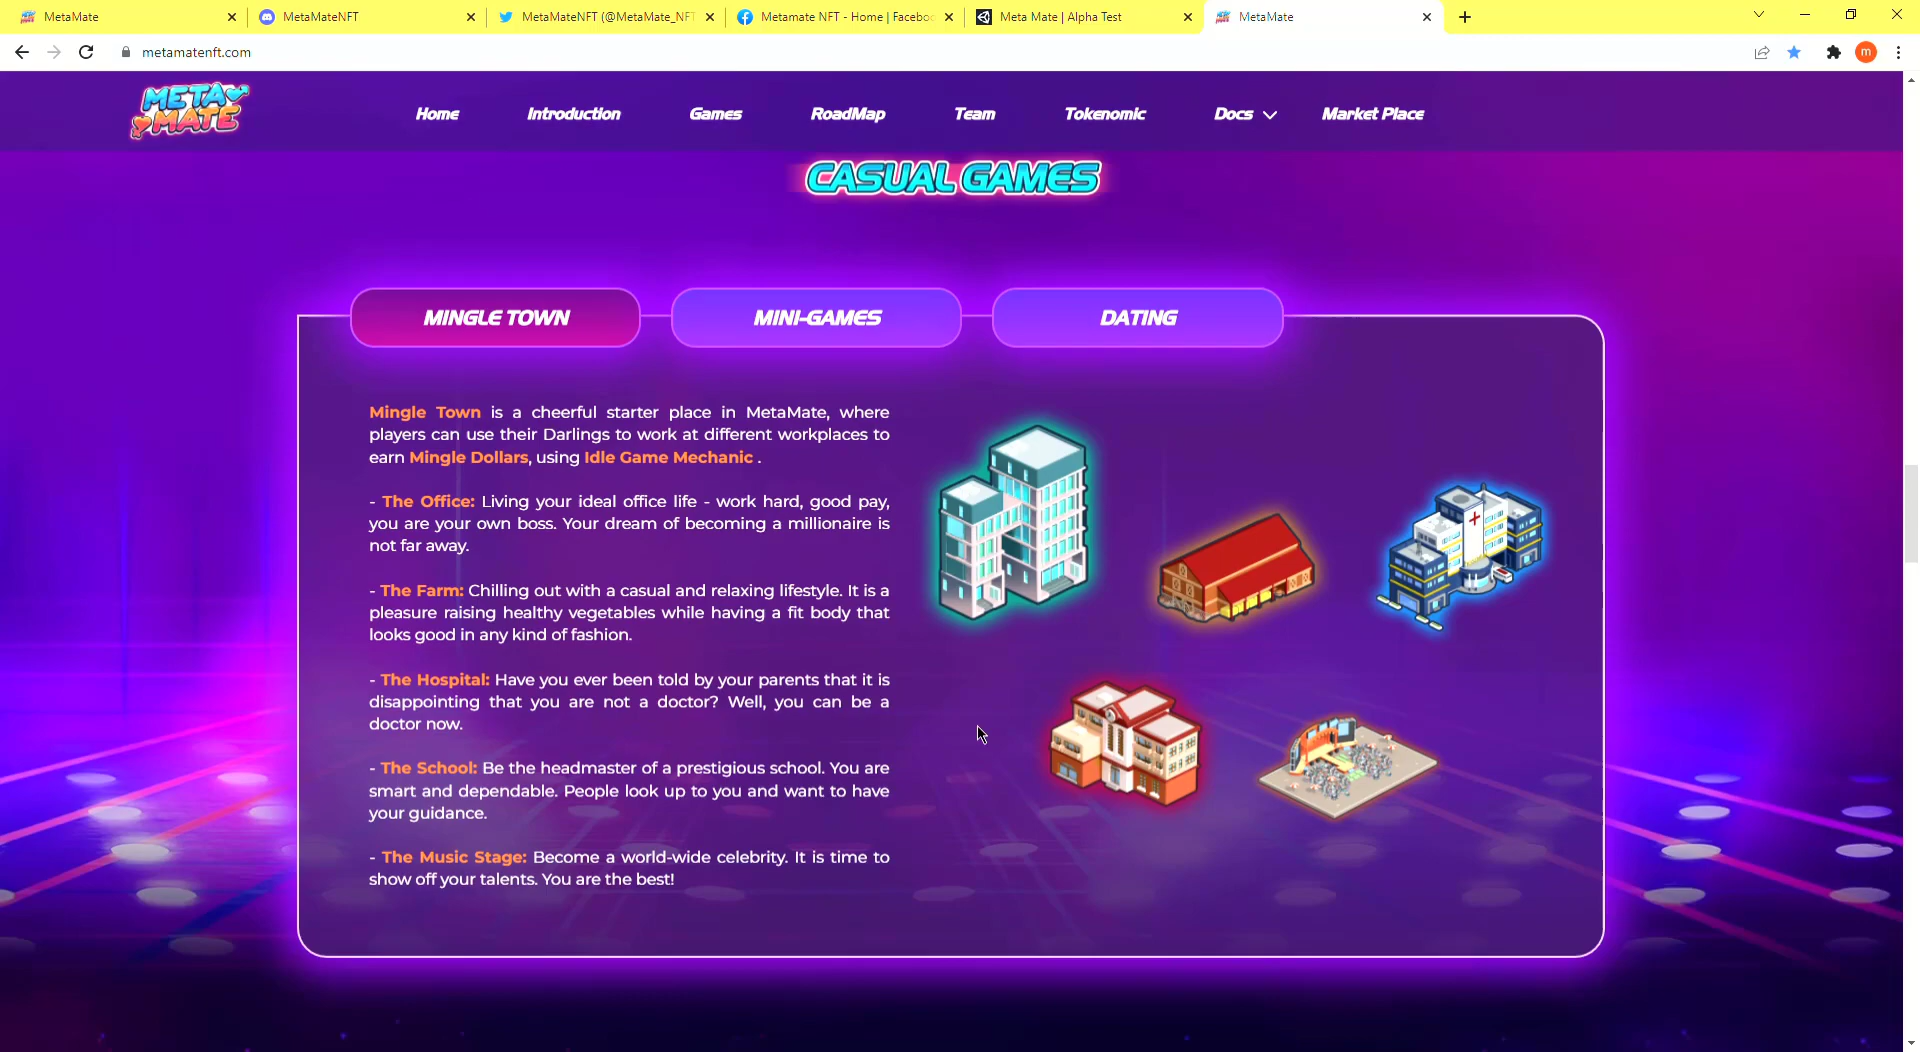 MetaMate
MetaMateNFT
MetaMateNFT (@MetaMate_NFT
Metamate NFT - Home | Faceboo
Meta Mate | Alpha Test
MetaMate
metamatenft.com
m
META
MATE
Home
Introduction
Games
RoadMap
Team
Tokenomic
Docs
Market Place
CASUAL GAMES
MINGLE TOWN
MINI-GAMES
DATING
Mingle Town is a cheerful starter place in MetaMate, where
players can use their Darlings to work at different workplaces to
earn Mingle Dollars, using Idle Game Mechanic .
- The Office: Living your ideal office life - work hard, good pay,
you are your own boss. Your dream of becoming a millionaire is
not far away.
- The Farm: Chilling out with a casual and relaxing lifestyle. It is a
pleasure raising healthy vegetables while having a fit body that
looks good in any kind of fashion.
- The Hospital: Have you ever been told by your parents that it is
disappointing that you are not a doctor? Well, you can be a
doctor now.
- The School: Be the headmaster of a prestigious school. You are
smart and dependable. People look up to you and want to have
your guidance.
- The Music Stage: Become a world-wide celebrity. It is time to
show off your talents. You are the best!